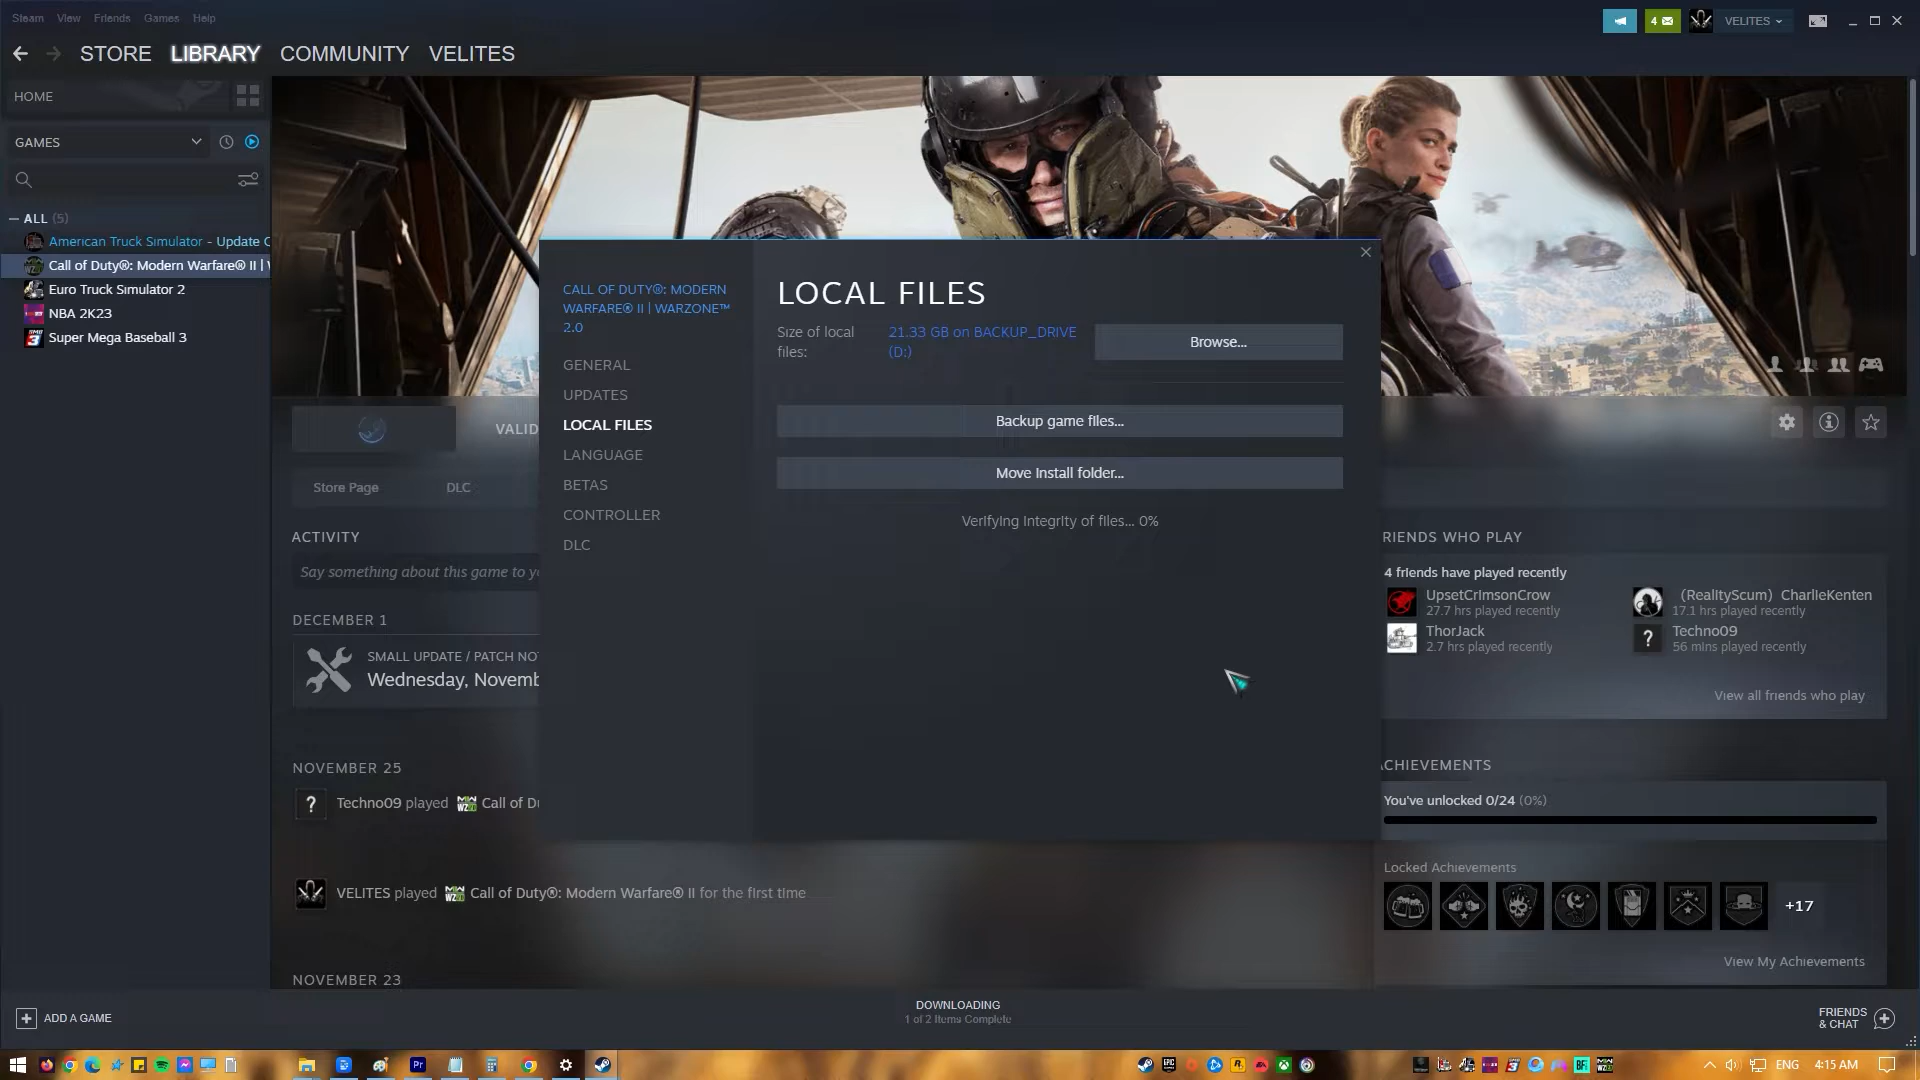 Steam View Friends Games Help
4
VELITES
STORE LIBRARY COMMUNITY VELITES
HOME
GAMES
ALL (5)
American Truck Simulator - Update
Call of Duty®: Modern Warfare® II |
Euro Truck Simulator 2
NBA 2K23
Super Mega Baseball 3
CALL OF DUTY®: MODERN
WARFARE® II | WARZONE™
2.0
GENERAL
UPDATES
LOCAL FILES
LANGUAGE
BETAS
CONTROLLER
DLC
LOCAL FILES
Size of local
files:
21.33 GB on BACKUP_DRIVE
(D:)
Browse...
Backup game files...
Move Install folder...
Verifying Integrity of files... 0%
VALID
Store Page DLC
ACTIVITY
Say something about this game to
DECEMBER 1
SMALL UPDATE / PATCH NO
Wednesday, Novemb
NOVEMBER 25
Techno09 played Call of D
VELITES played Call of Duty®: Modern Warfare® II for the first time
NOVEMBER 23
RIENDS WHO PLAY
4 friends have played recently
UpsetCrimsonCrow
27.7 hrs played recently
(RealityScum) CharlieKenten
17.1 hrs played recently
ThorJack
2.7 hrs played recently
Techno09
56 mins played recently
View all friends who play
CHIEVEMENTS
You've unlocked 0/24 (0%)
Locked Achievements
+17
View My Achievements
ADD A GAME
DOWNLOADING
1 of 2 Items Complete
FRIENDS
& CHAT
ENG 4:15 AM